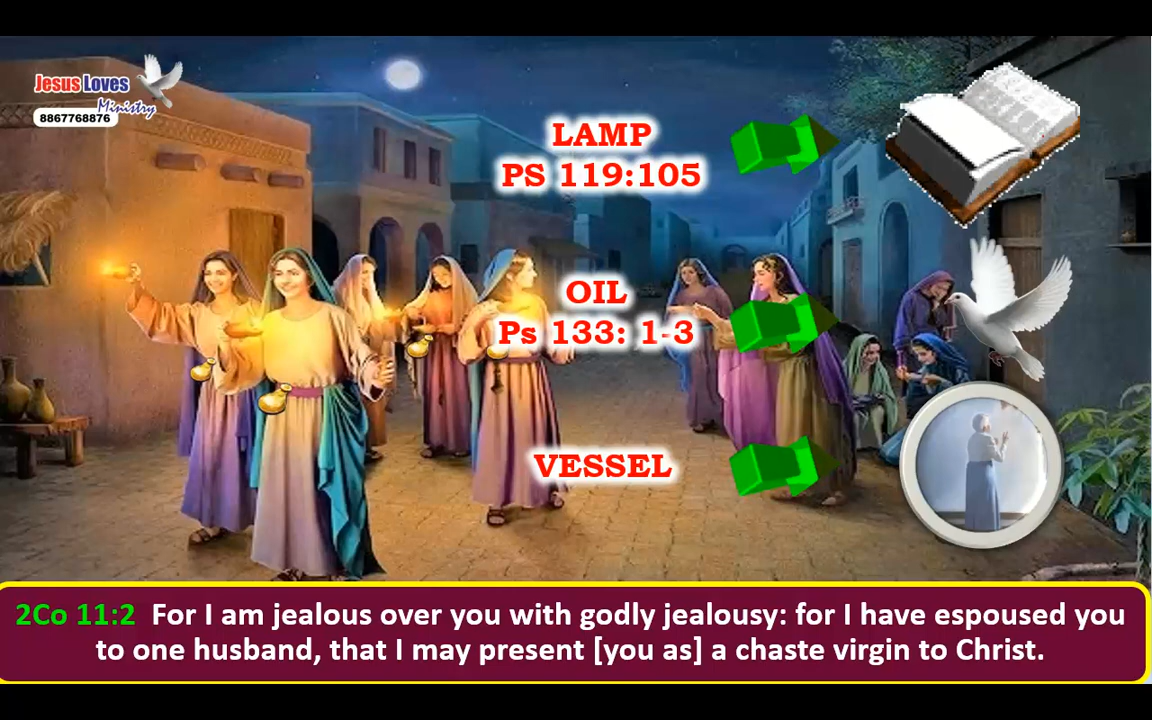 Jesus Loves
Ministry
8867768876
LAMP
PS 119:105
OIL
Ps 133: 1-3
VESSEL
2Co 11:2 For I am jealous over you with godly jealousy: for I have espoused you
to one husband, that I may present [you as] a chaste virgin to Christ.